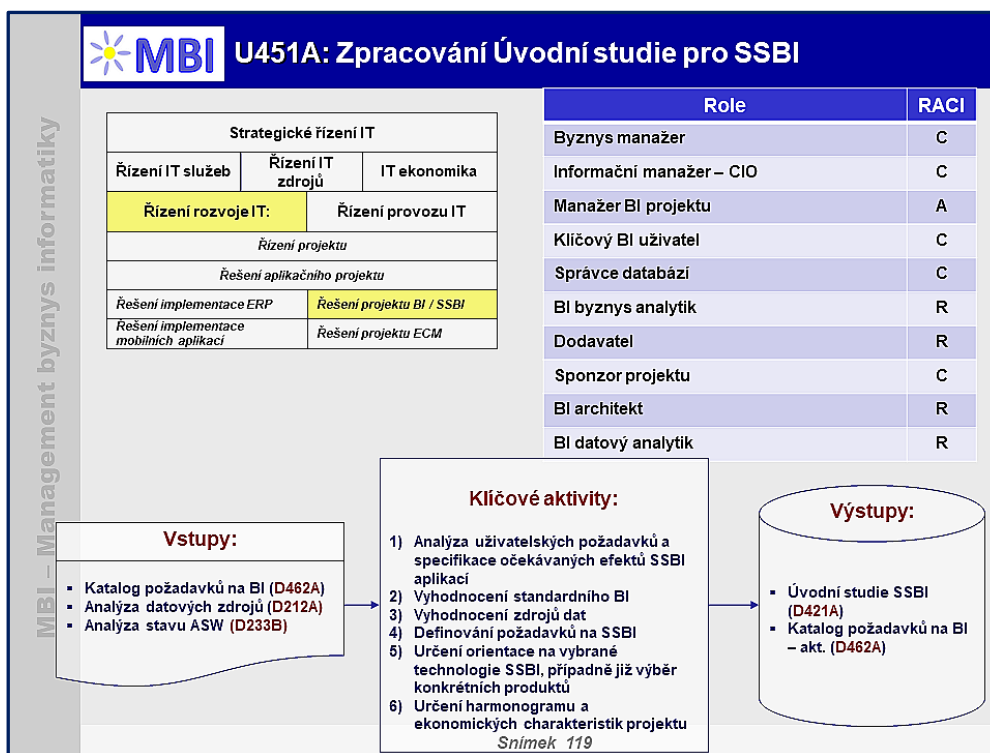 MBI
U451A: Zpracování Úvodní studie pro SSBI
MBI – Management byznys informatiky
Strategické řízení IT
Řízení IT služeb
Řízení IT
zdrojů
IT ekonomika
Řízení rozvoje IT:
Řízení provozu IT
Řízení projektu
Řešení aplikačního projektu
Řešení implementace ERP
Řešení projektu BI / SSBI
Řešení implementace
mobilních aplikací
Řešení projektu ECM
Role RACI
Byznys manažer C
Informační manažer – CIO C
Manažer BI projektu A
Klíčový BI uživatel C
Správce databází C
BI byznys analytik R
Dodavatel R
Sponzor projektu C
BI architekt R
BI datový analytik R
Vstupy:
▪ Katalog požadavků na BI (D462A)
▪ Analýza datových zdrojů (D212A)
▪ Analýza stavu ASW (D233B)
Klíčové aktivity:
1) Analýza uživatelských požadavků a
specifikace očekávaných efektů SSBI
aplikací
2) Vyhodnocení standardního BI
3) Vyhodnocení zdrojů dat
4) Definování požadavků na SSBI
5) Určení orientace na vybrané
technologie SSBI, případně již výběr
konkrétních produktů
6) Určení harmonogramu a
ekonomických charakteristik projektu
Snímek 119
Výstupy:
▪ Úvodní studie SSBI
(D421A)
▪ Katalog požadavků na BI
– akt. (D462A)